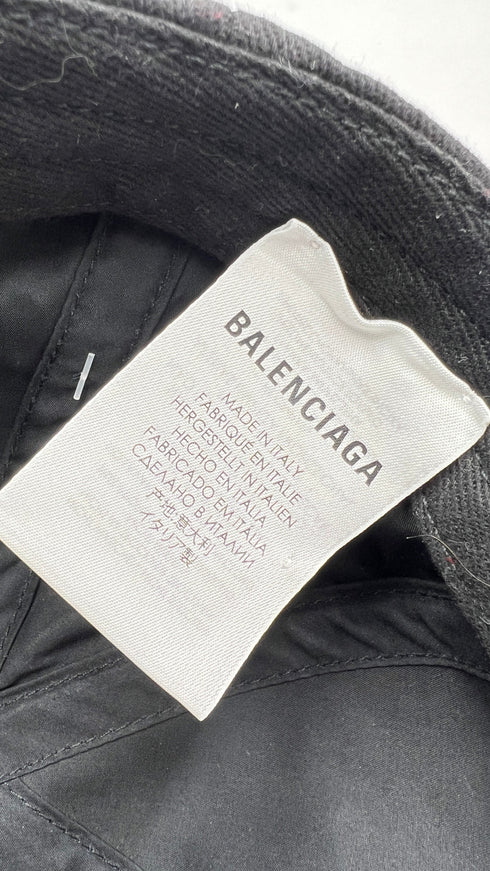 BALENCIAGA
MADE IN ITALY
FABRIQUÉ EN ITALIE
HERGESTELLT IN ITALIEN
HECHO EN ITALIA
FABRICADO EM ITALIA
СДЕЛАНО В ИТАЛИИ
产地:意大利
イタリア製